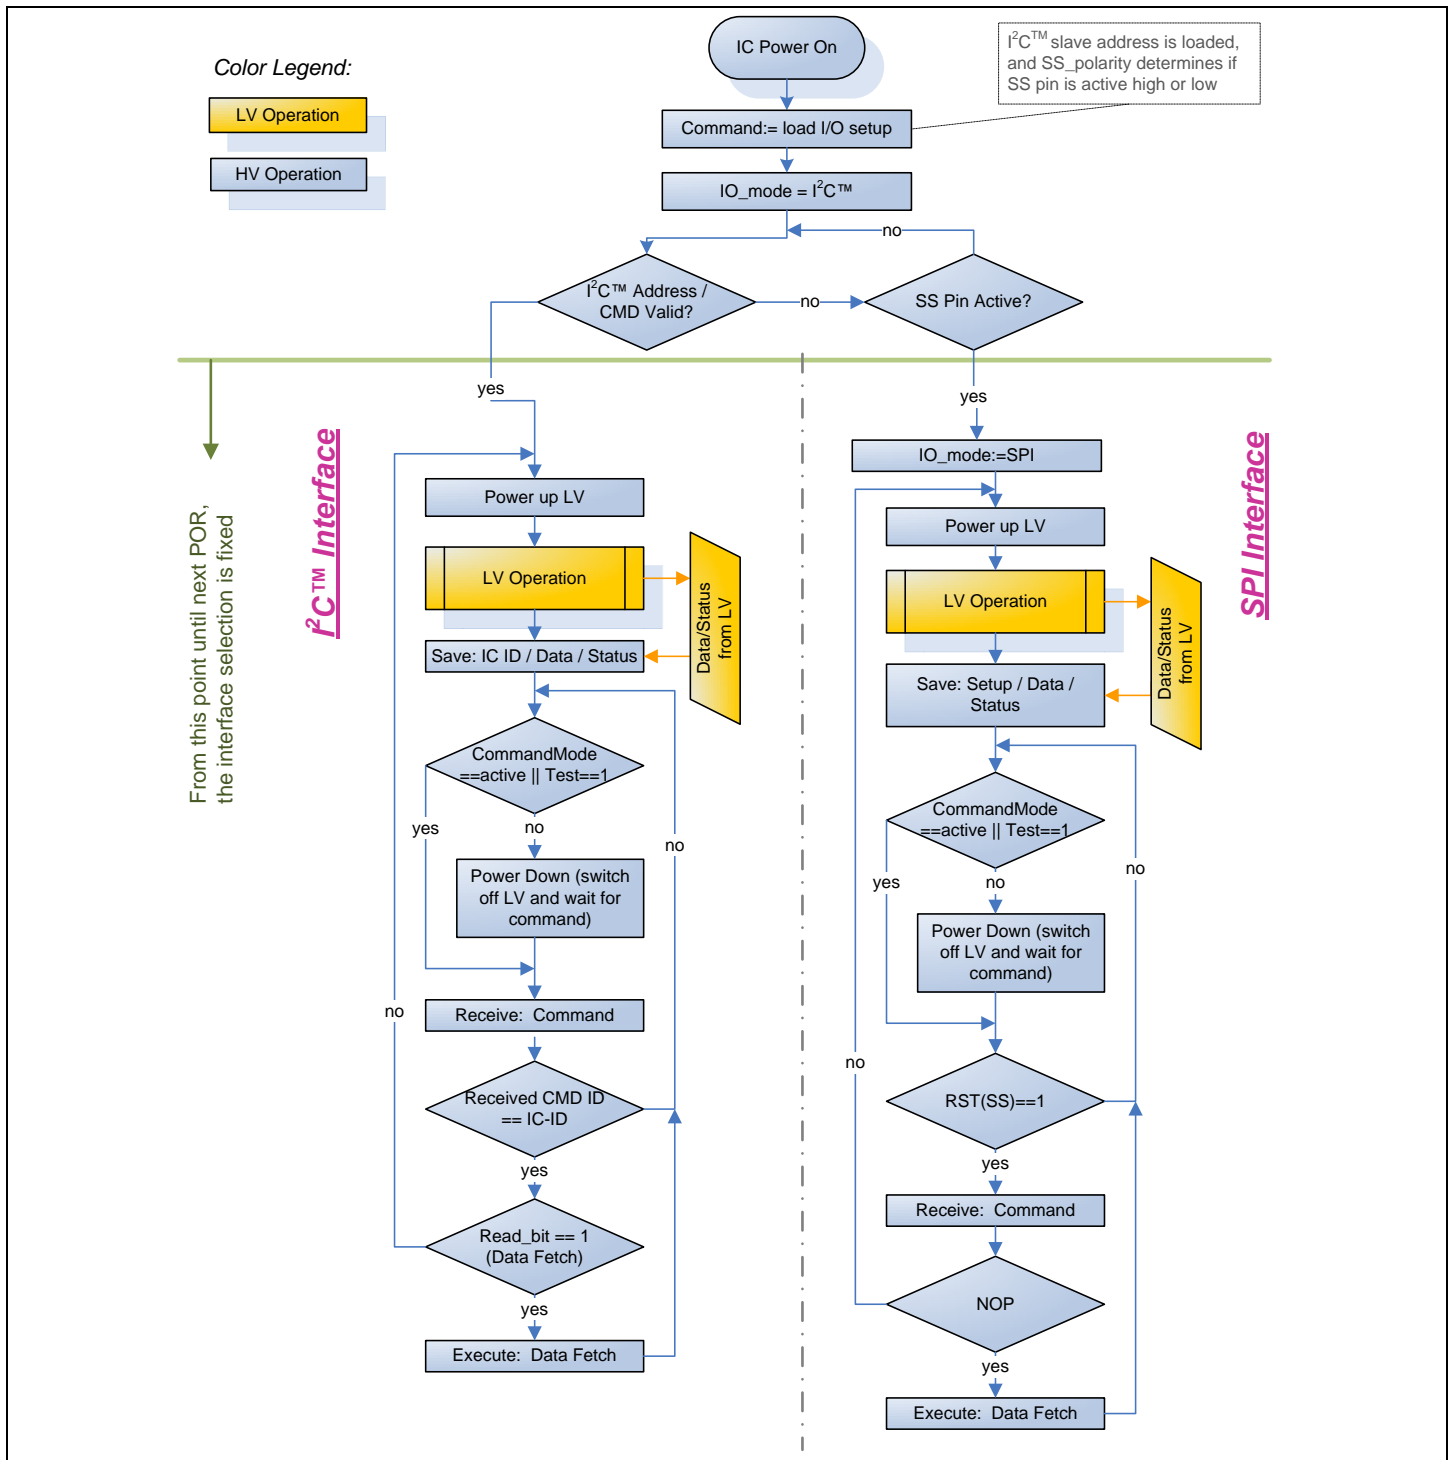 IC Power On
I²C™ slave address is loaded,
and SS_polarity determines if
SS pin is active high or low
Color Legend:
LV Operation
HV Operation
Command:= load I/O setup
IO_mode = I²C™
no
I²C™ Address /
CMD Valid?
no
SS Pin Active?
yes
yes
From this point until next POR,
the interface selection is fixed
I²C™ Interface
Power up LV
LV Operation
Data/Status
from LV
Save: IC ID / Data / Status
CommandMode
==active || Test==1
yes
no
no
Power Down (switch
off LV and wait for
command)
no
Receive: Command
Received CMD ID
== IC-ID
yes
Read_bit == 1
(Data Fetch)
yes
Execute: Data Fetch
SPI Interface
IO_mode:=SPI
Power up LV
LV Operation
Data/Status
from LV
Save: Setup / Data /
Status
CommandMode
==active || Test==1
yes
no
no
Power Down (switch
off LV and wait for
command)
no
RST(SS)==1
yes
Receive: Command
NOP
yes
Execute: Data Fetch